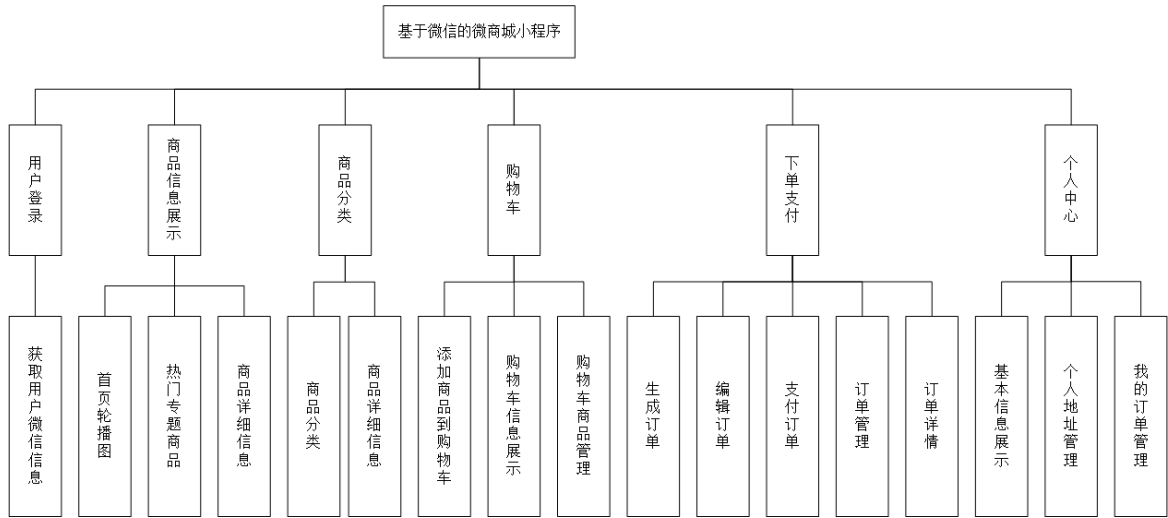 基于微信的微商城小程序
用户登录
商品信息展示
商品分类
购物车
下单支付
个人中心
获取用户微信信息
首页轮播图
热门专题商品
商品详细信息
商品分类
商品详细信息
添加商品到购物车
购物车信息展示
购物车商品管理
生成订单
编辑订单
支付订单
订单管理
订单详情
基本信息展示
个人地址管理
我的订单管理